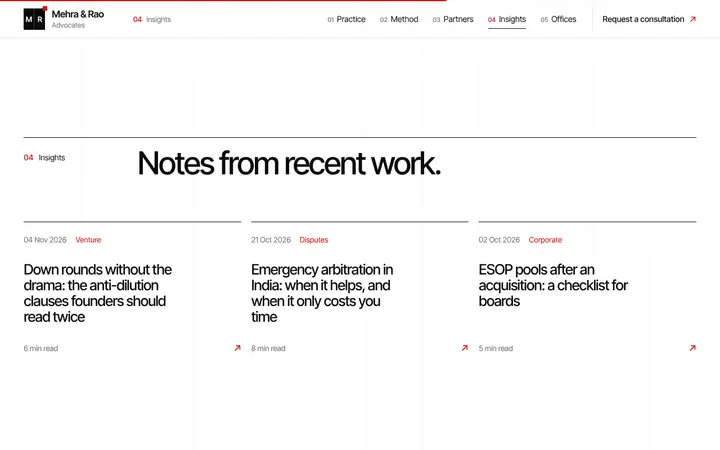 M R
Mehra & Rao
Advocates
04 Insights
01 Practice
02 Method
03 Partners
04 Insights
05 Offices
Request a consultation
04 Insights
Notes from recent work.
04 Nov 2026 Venture
Down rounds without the
drama: the anti-dilution
clauses founders should
read twice
6 min read
21 Oct 2026 Disputes
Emergency arbitration in
India: when it helps, and
when it only costs you
time
8 min read
02 Oct 2026 Corporate
ESOP pools after an
acquisition: a checklist for
boards
5 min read